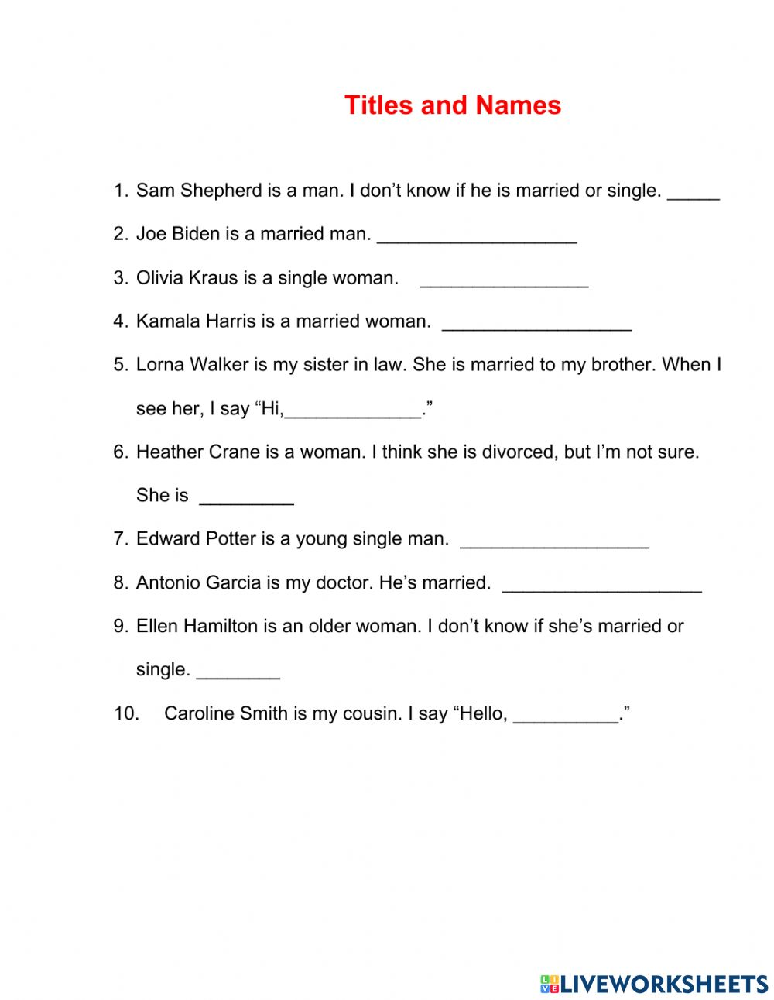 Titles and Names
1. Sam Shepherd is a man. I don’t know if he is married or single. _____
2. Joe Biden is a married man. ___________________
3. Olivia Kraus is a single woman. ________________
4. Kamala Harris is a married woman. __________________
5. Lorna Walker is my sister in law. She is married to my brother. When I
see her, I say “Hi,_____________.”
6. Heather Crane is a woman. I think she is divorced, but I’m not sure.
She is _________
7. Edward Potter is a young single man. __________________
8. Antonio Garcia is my doctor. He’s married. ___________________
9. Ellen Hamilton is an older woman. I don’t know if she’s married or
single. ________
10. Caroline Smith is my cousin. I say “Hello, __________.”
LIVE LIVEWORKSHEETS